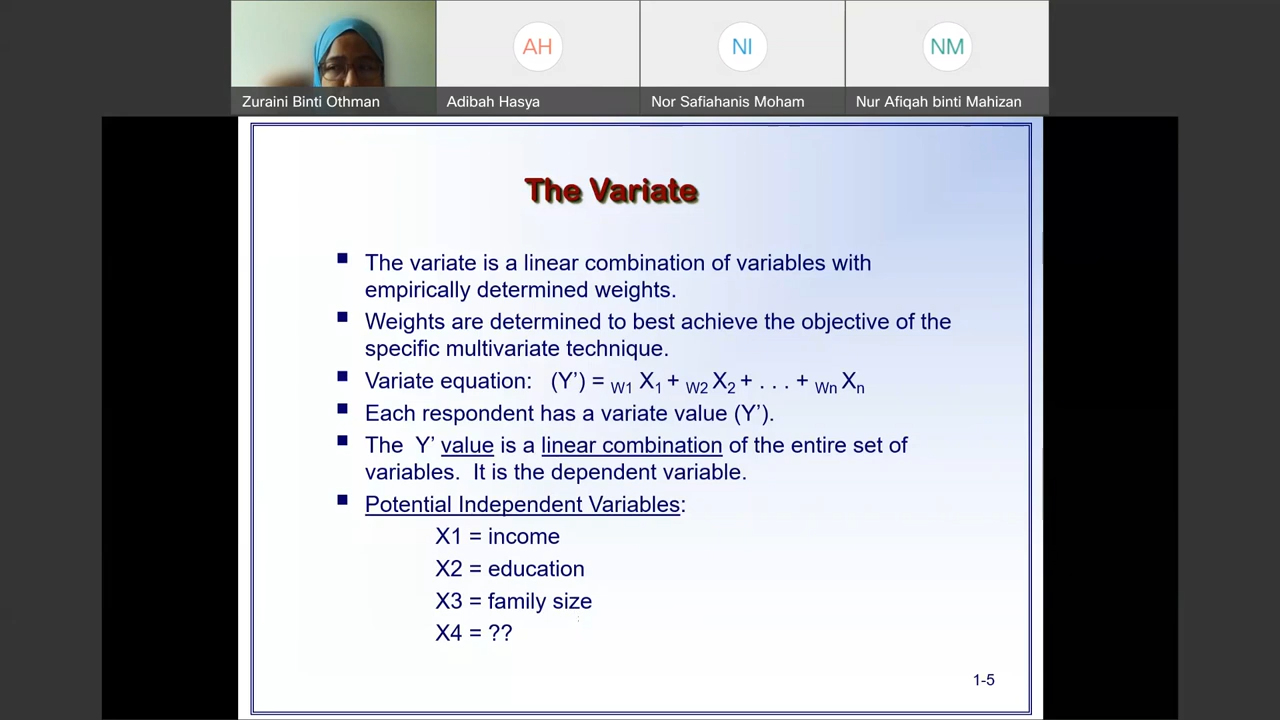 AH
NI
NM
Zuraini Binti Othman
Adibah Hasya
Nor Safiahanis Moham
Nur Afiqah binti Mahizan
The Variate
The variate is a linear combination of variables with
empirically determined weights.
Weights are determined to best achieve the objective of the
specific multivariate technique.
Variate equation: (Y’) = W1 X1 + W2 X2 + . . . + Wn Xn
Each respondent has a variate value (Y’).
The Y’ value is a linear combination of the entire set of
variables. It is the dependent variable.
Potential Independent Variables:
X1 = income
X2 = education
X3 = family size
X4 = ??
1-5